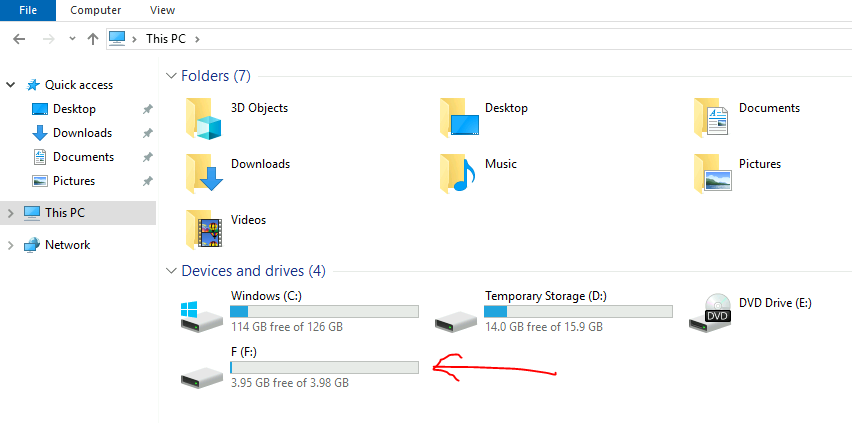 File Computer View
This PC
Quick access
Desktop
Downloads
Documents
Pictures
This PC
Network
Folders (7)
3D Objects Desktop Documents
Downloads Music Pictures
Videos
Devices and drives (4)
Windows (C:) Temporary Storage (D:) DVD Drive (E:)
114 GB free of 126 GB 14.0 GB free of 15.9 GB DVD
F (F:)
3.95 GB free of 3.98 GB